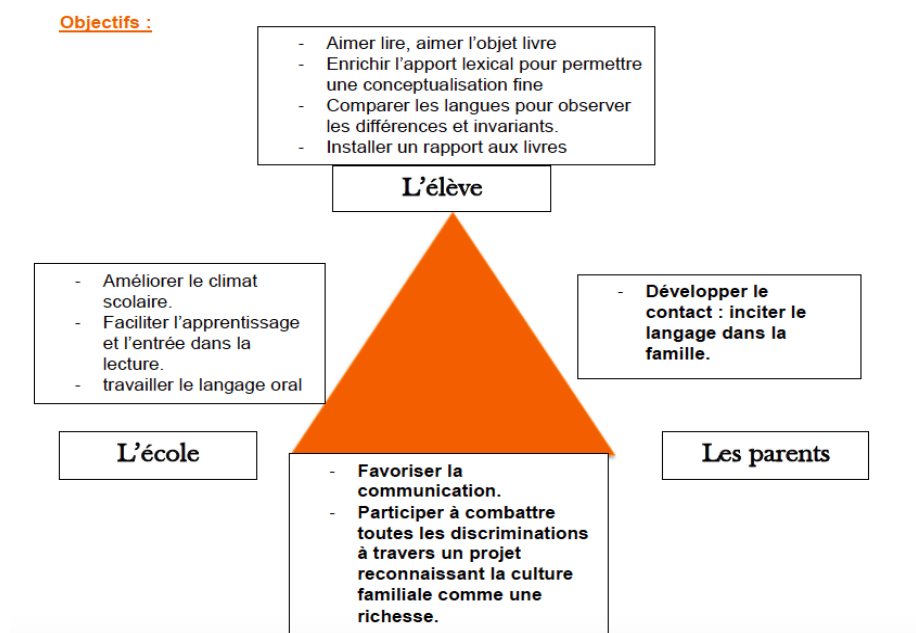 Objectifs :
- Aimer lire, aimer l'objet livre
- Enrichir l'apport lexical pour permettre
une conceptualisation fine
- Comparer les langues pour observer
les différences et invariants.
- Installer un rapport aux livres
L'élève
- Améliorer le climat
scolaire.
- Faciliter l'apprentissage
et l'entrée dans la
lecture.
- travailler le langage oral
- Développer le
contact : inciter le
langage dans la
famille.
L'école
Les parents
- Favoriser la
communication.
- Participer à combattre
toutes les discriminations
à travers un projet
reconnaissant la culture
familiale comme une
richesse.